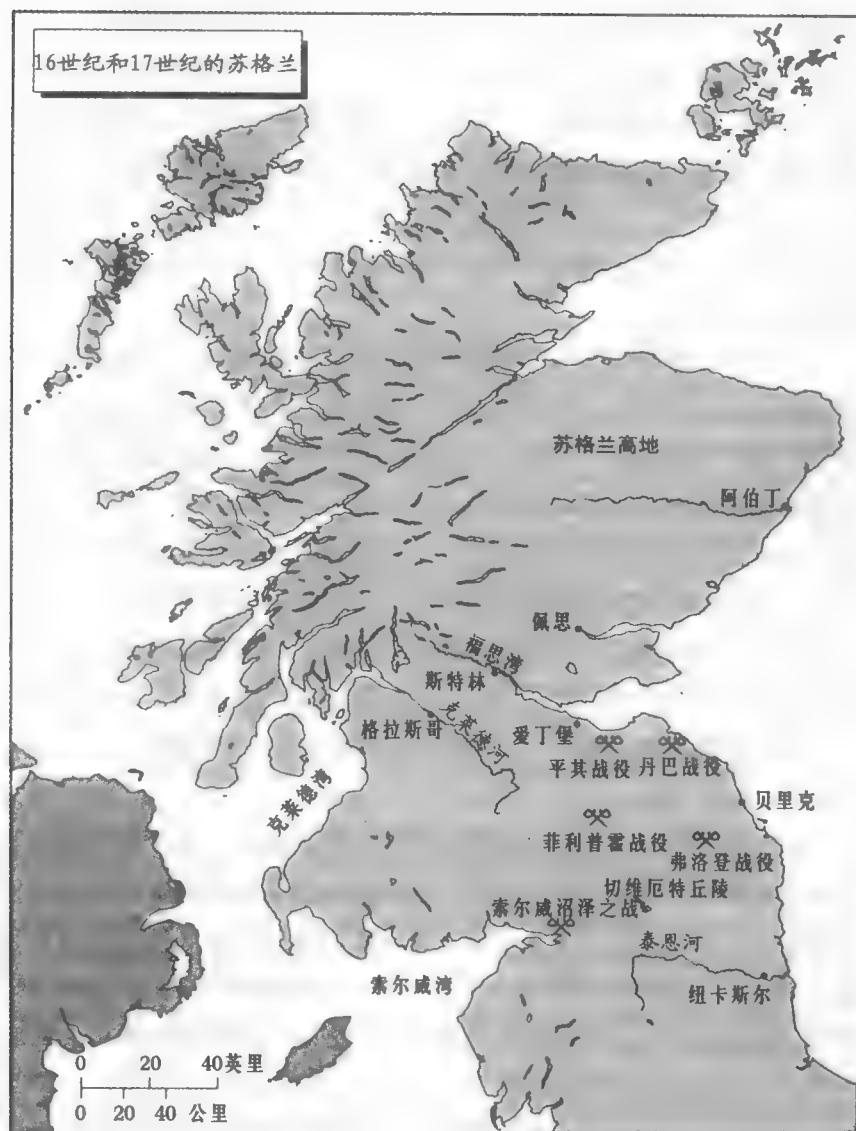 16世纪和17世纪的苏格兰
苏格兰高地
阿伯丁
佩思
福思湾
斯特林
克莱德河
格拉斯哥
爱丁堡
平其战役
丹巴战役
克莱德湾
贝里克
菲利普霍战役
弗洛登战役
切维厄特丘陵
索尔威沼泽之战
泰恩河
索尔威湾
纽卡斯尔
0 20 40英里
0 20 40 公里